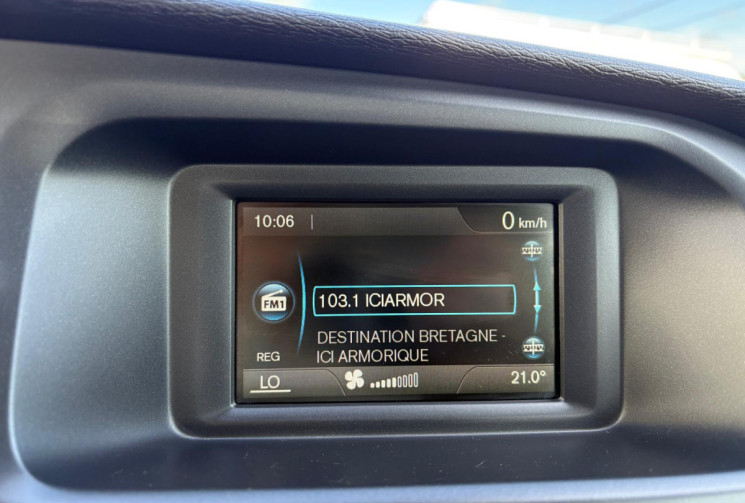 10:06
0 km/h
FM1
103.1 ICIARMOR
DESTINATION BRETAGNE -
ICI ARMORIQUE
REG
LO
21.0°